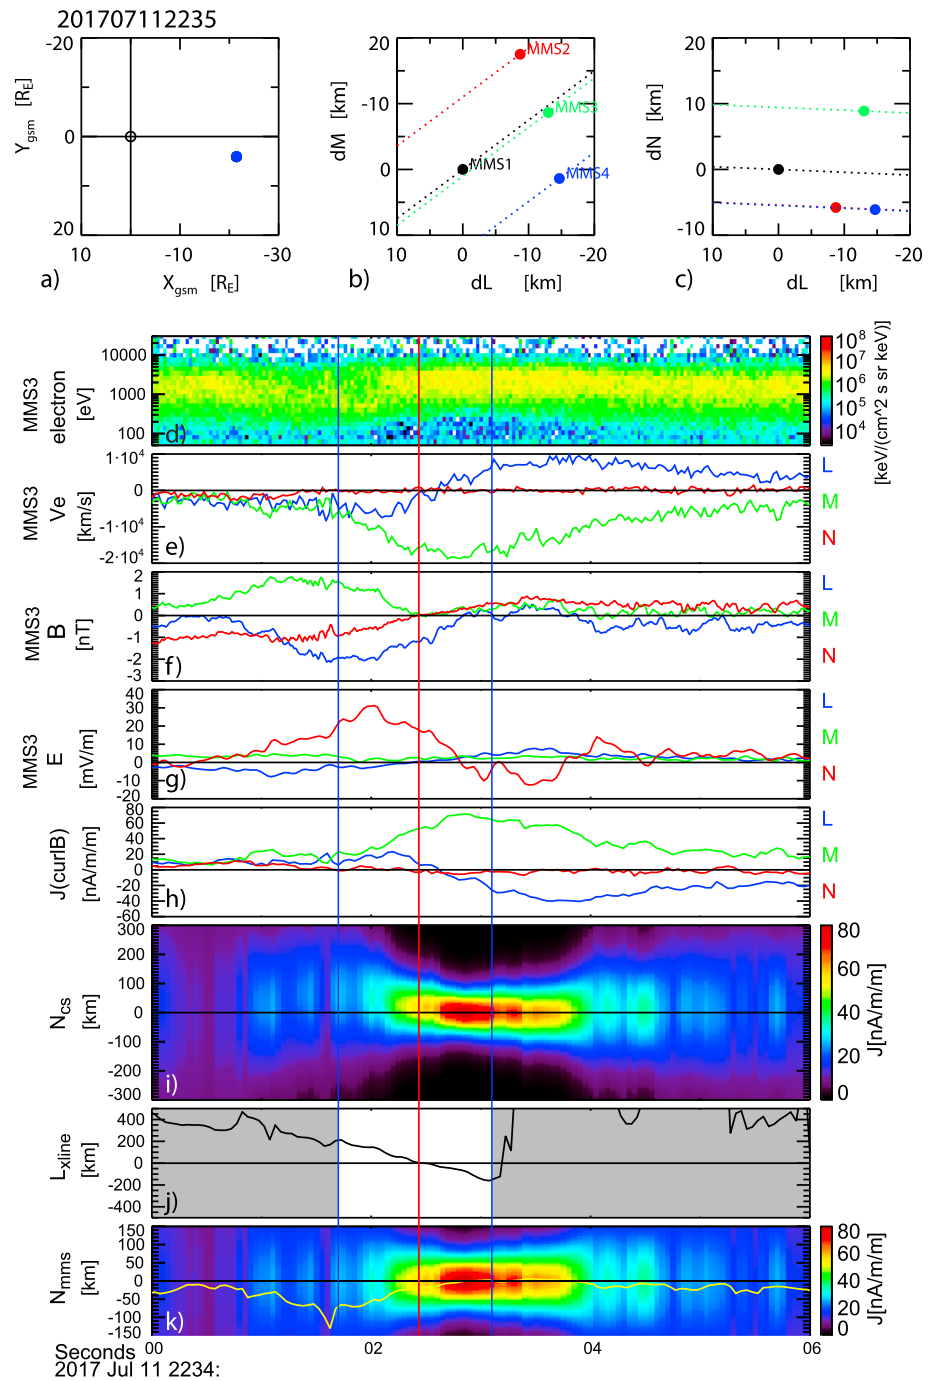 201707112235
-20
0
20
Y_gsm [R_E]
10 0 -10 -20 -30
a) X_gsm [R_E]
20
-10
0
10
dM [km]
MMS2
MMS3
MMS1
MMS4
10 0 -10 -20
b) dL [km]
20
10
0
-10
dN [km]
10 0 -10 -20
c) dL [km]
MMS3
electron
[eV]
10000
1000
100
d)
10^8
10^7
10^6
10^5
10^4
[keV/(cm^2 s sr keV)]
MMS3
Ve
[km/s]
1·10^4
0
-1·10^4
-2·10^4
e)
L
M
N
MMS3
B
[nT]
2
1
0
-1
-2
-3
f)
L
M
N
MMS3
E
[mV/m]
40
30
20
10
0
-10
-20
g)
L
M
N
J(curlB)
[nA/m/m]
80
60
40
20
0
-20
-40
-60
h)
L
M
N
N_cs
[km]
300
200
100
0
-100
-200
-300
i)
80
60
40
20
0
J[nA/m/m]
L_xline
[km]
400
200
0
-200
-400
j)
N_mms
[km]
150
100
50
0
-50
-100
-150
k)
80
60
40
20
0
J[nA/m/m]
00 02 04 06
Seconds
2017 Jul 11 2234: